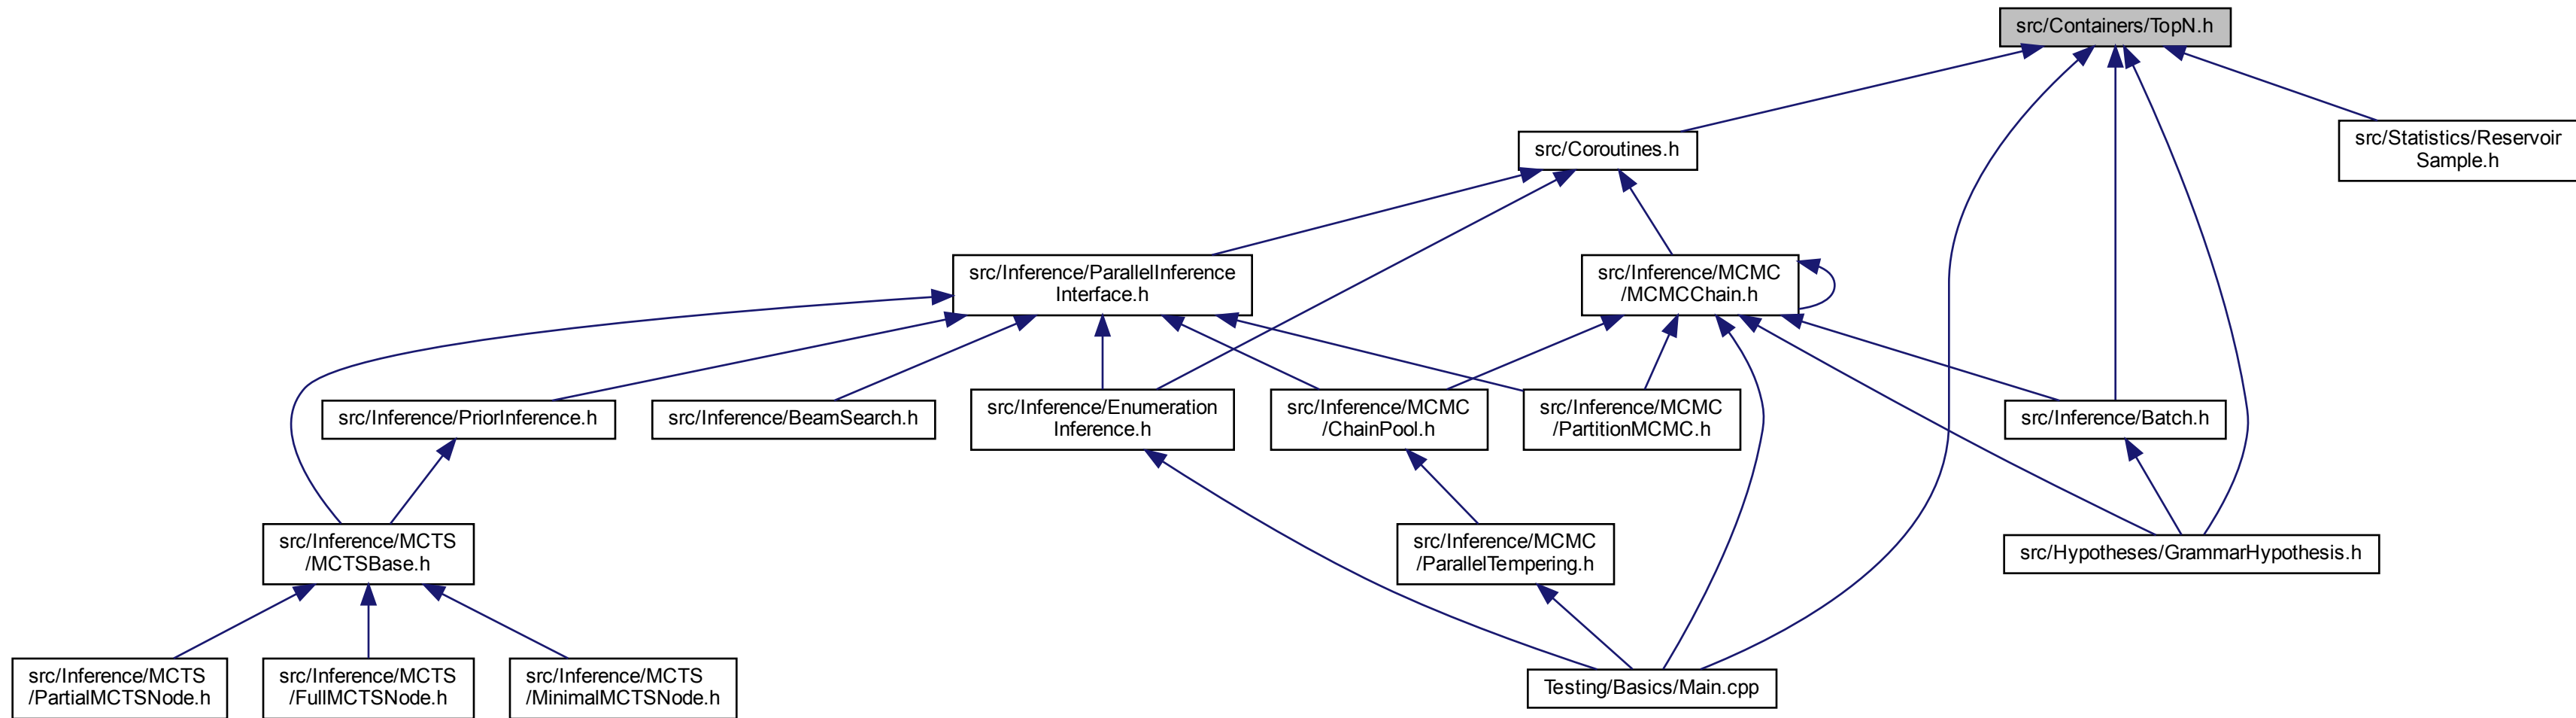 src/Containers/TopN.h
src/Coroutines.h
src/Statistics/Reservoir
Sample.h
src/Inference/ParallelInference
Interface.h
src/Inference/MCMC
/MCMCChain.h
src/Inference/PriorInference.h
src/Inference/BeamSearch.h
src/Inference/Enumeration
Inference.h
src/Inference/MCMC
/ChainPool.h
src/Inference/MCMC
/PartitionMCMC.h
src/Inference/Batch.h
src/Inference/MCTS
/MCTSBase.h
src/Inference/MCMC
/ParallelTempering.h
src/Hypotheses/GrammarHypothesis.h
src/Inference/MCTS
/PartialMCTSNode.h
src/Inference/MCTS
/FullMCTSNode.h
src/Inference/MCTS
/MinimalMCTSNode.h
Testing/Basics/Main.cpp